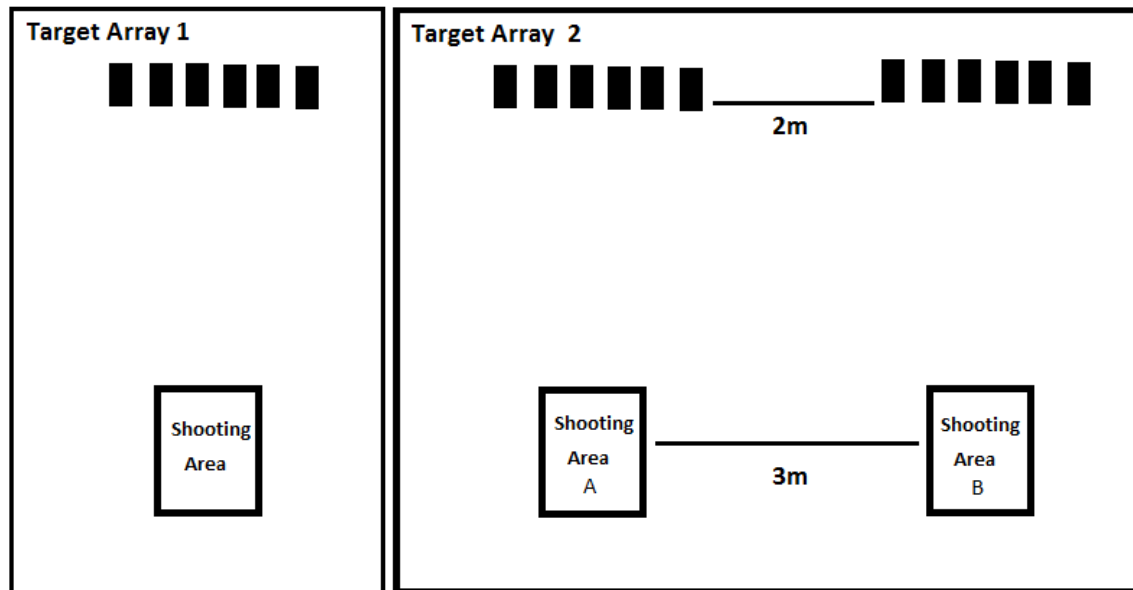 Target Array 1
Shooting
Area
Target Array 2
2m
Shooting
Area
A
3m
Shooting
Area
B